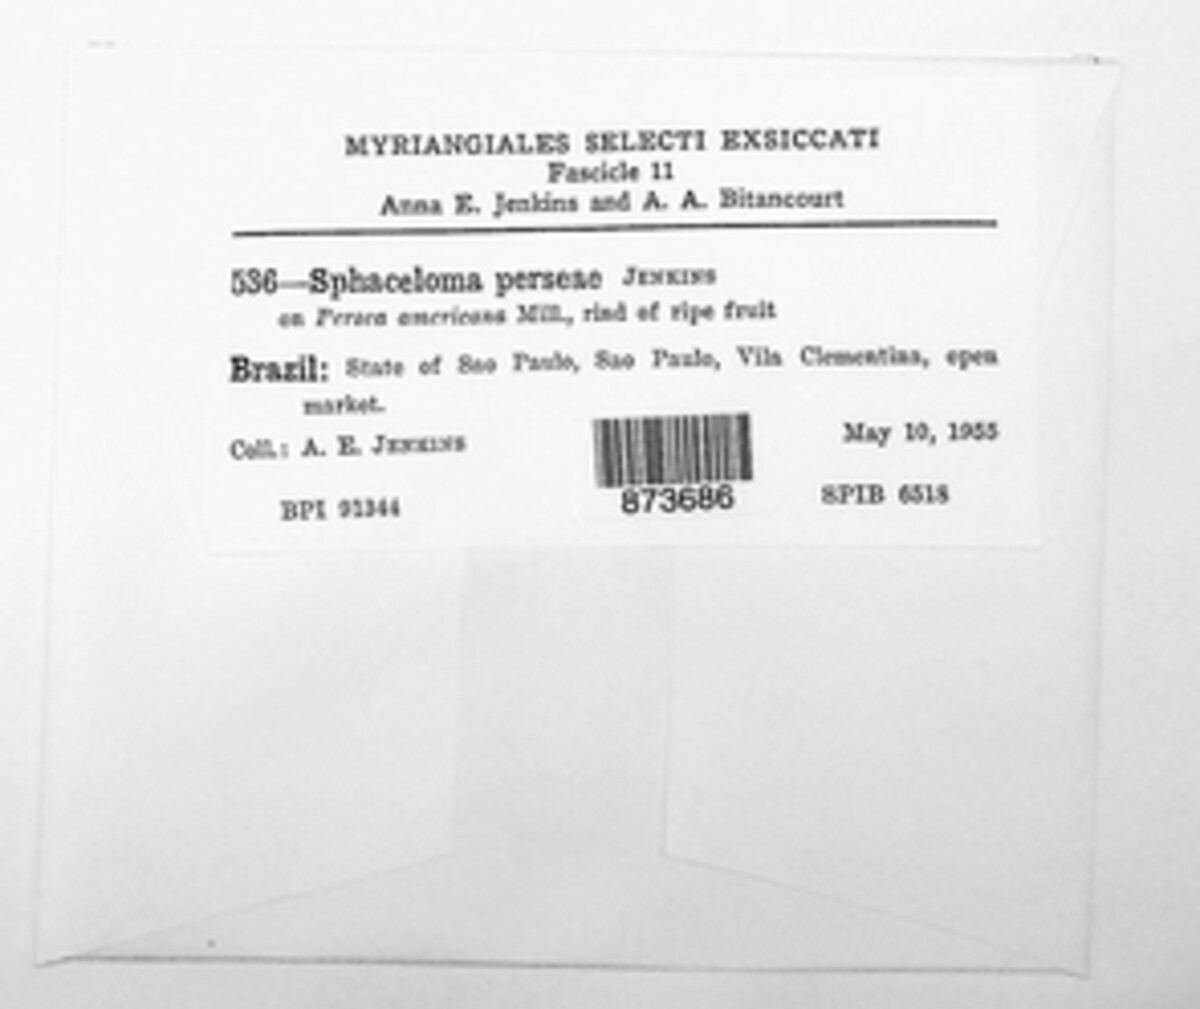 MYRIANGIALES SELECTI EXSICCATI
Fascicle 11
Anna E. Jenkins and A. A. Bitancourt
536—Sphaceloma perseae JENKINS
on Persea americana Mill., rind of ripe fruit
Brazil: State of Sao Paulo, Sao Paulo, Vila Clementina, open
market.
Coll.: A. E. JENKINS
May 10, 1955
BPI 91344
873686
SPIB 6518